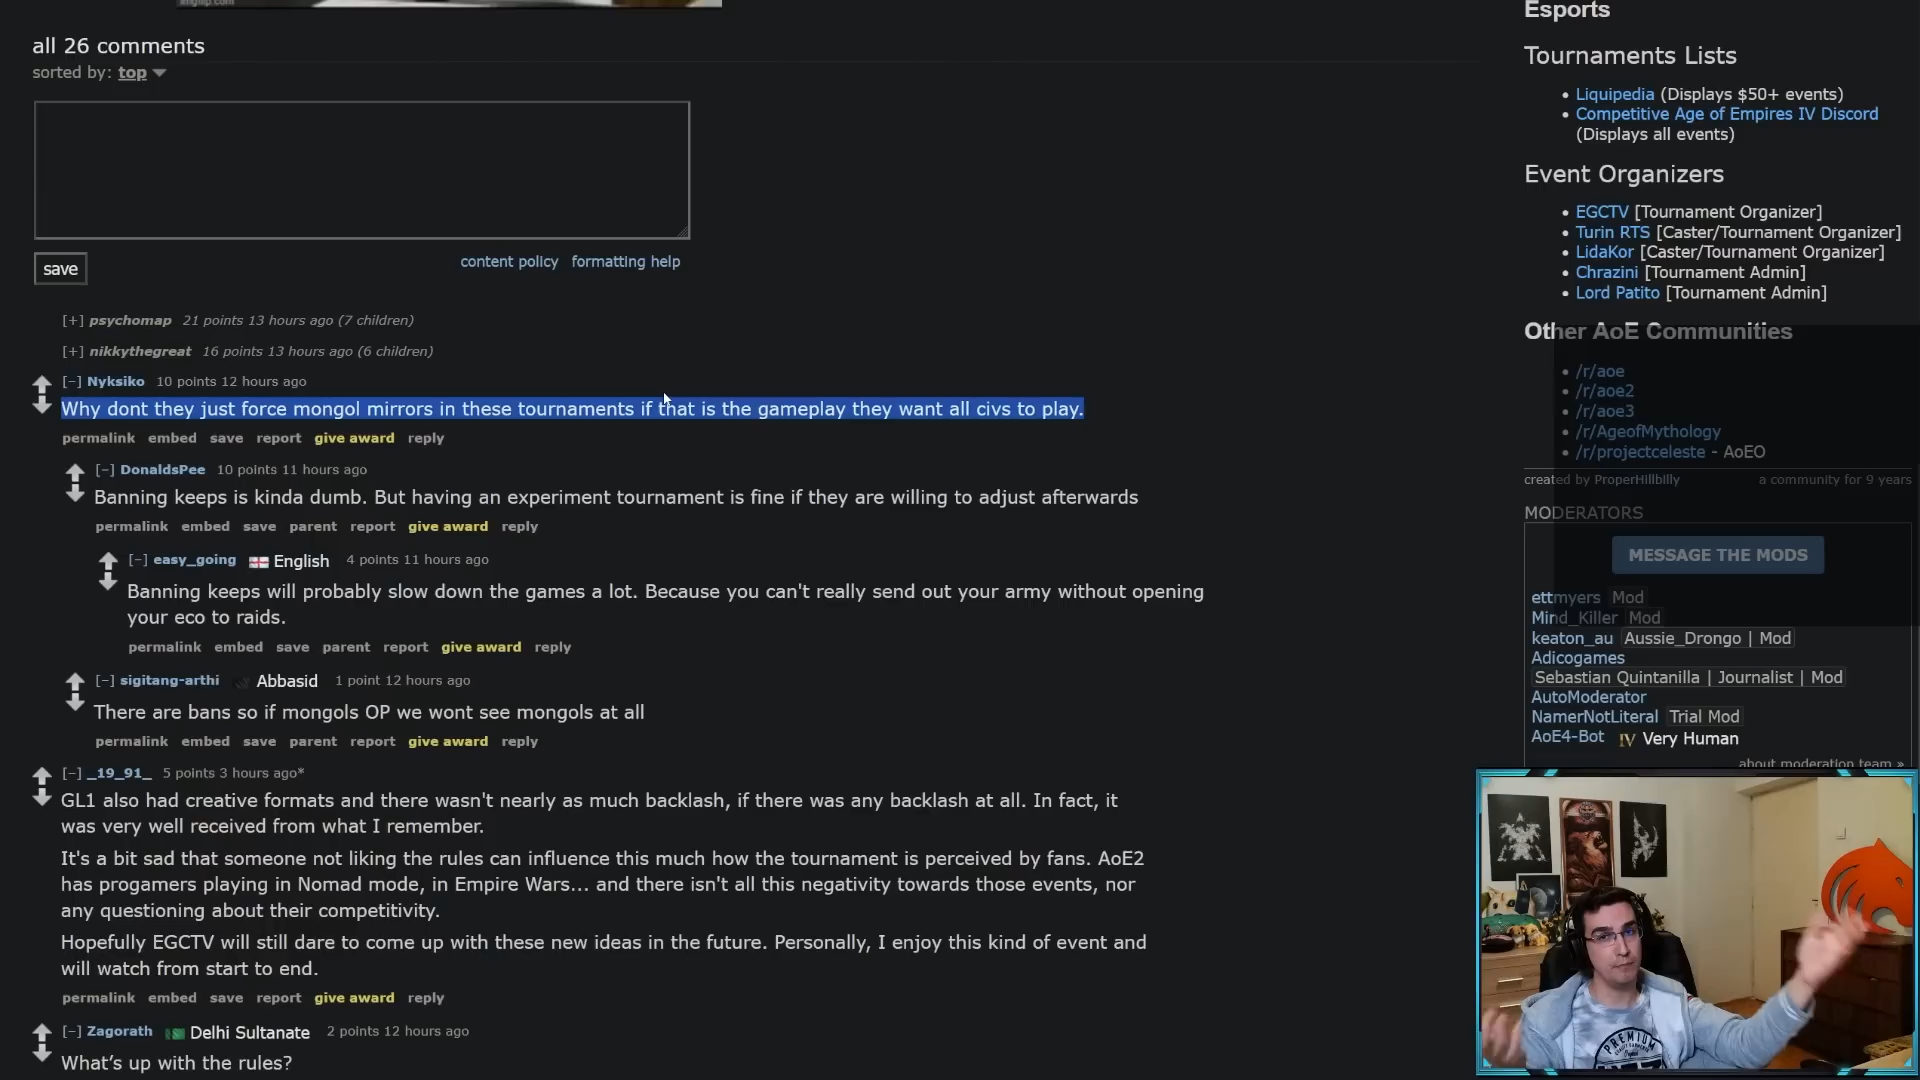 imgflip.com
all 26 comments
sorted by: top
save
content policy formatting help
[+] psychomap 21 points 13 hours ago (7 children)
[+] nikkythegreat 16 points 13 hours ago (6 children)
[–] Nyksiko 10 points 12 hours ago
Why dont they just force mongol mirrors in these tournaments if that is the gameplay they want all civs to play.
permalink embed save report give award reply
[–] DonaldsPee 10 points 11 hours ago
Banning keeps is kinda dumb. But having an experiment tournament is fine if they are willing to adjust afterwards
permalink embed save parent report give award reply
[–] easy_going English 4 points 11 hours ago
Banning keeps will probably slow down the games a lot. Because you can't really send out your army without opening
your eco to raids.
permalink embed save parent report give award reply
[–] sigitang-arthi Abbasid 1 point 12 hours ago
There are bans so if mongols OP we wont see mongols at all
permalink embed save parent report give award reply
[–] _19_91_ 5 points 3 hours ago*
GL1 also had creative formats and there wasn't nearly as much backlash, if there was any backlash at all. In fact, it
was very well received from what I remember.
It's a bit sad that someone not liking the rules can influence this much how the tournament is perceived by fans. AoE2
has progamers playing in Nomad mode, in Empire Wars... and there isn't all this negativity towards those events, nor
any questioning about their competitivity.
Hopefully EGCTV will still dare to come up with these new ideas in the future. Personally, I enjoy this kind of event and
will watch from start to end.
permalink embed save report give award reply
[–] Zagorath Delhi Sultanate 2 points 12 hours ago
What's up with the rules?
Esports
Tournaments Lists
• Liquipedia (Displays $50+ events)
• Competitive Age of Empires IV Discord
(Displays all events)
Event Organizers
• EGCTV [Tournament Organizer]
• Turin RTS [Caster/Tournament Organizer]
• LidaKor [Caster/Tournament Organizer]
• Chrazini [Tournament Admin]
• Lord Patito [Tournament Admin]
Other AoE Communities
• /r/aoe
• /r/aoe2
• /r/aoe3
• /r/AgeofMythology
• /r/projectceleste - AoEO
created by ProperHillbilly a community for 9 years
MODERATORS
MESSAGE THE MODS
ettmyers Mod
Mind_Killer Mod
keaton_au Aussie_Drongo | Mod
Adicogames
Sebastian Quintanilla | Journalist | Mod
AutoModerator
NamerNotLiteral Trial Mod
AoE4-Bot IV Very Human
about moderation team »
PREMIUM